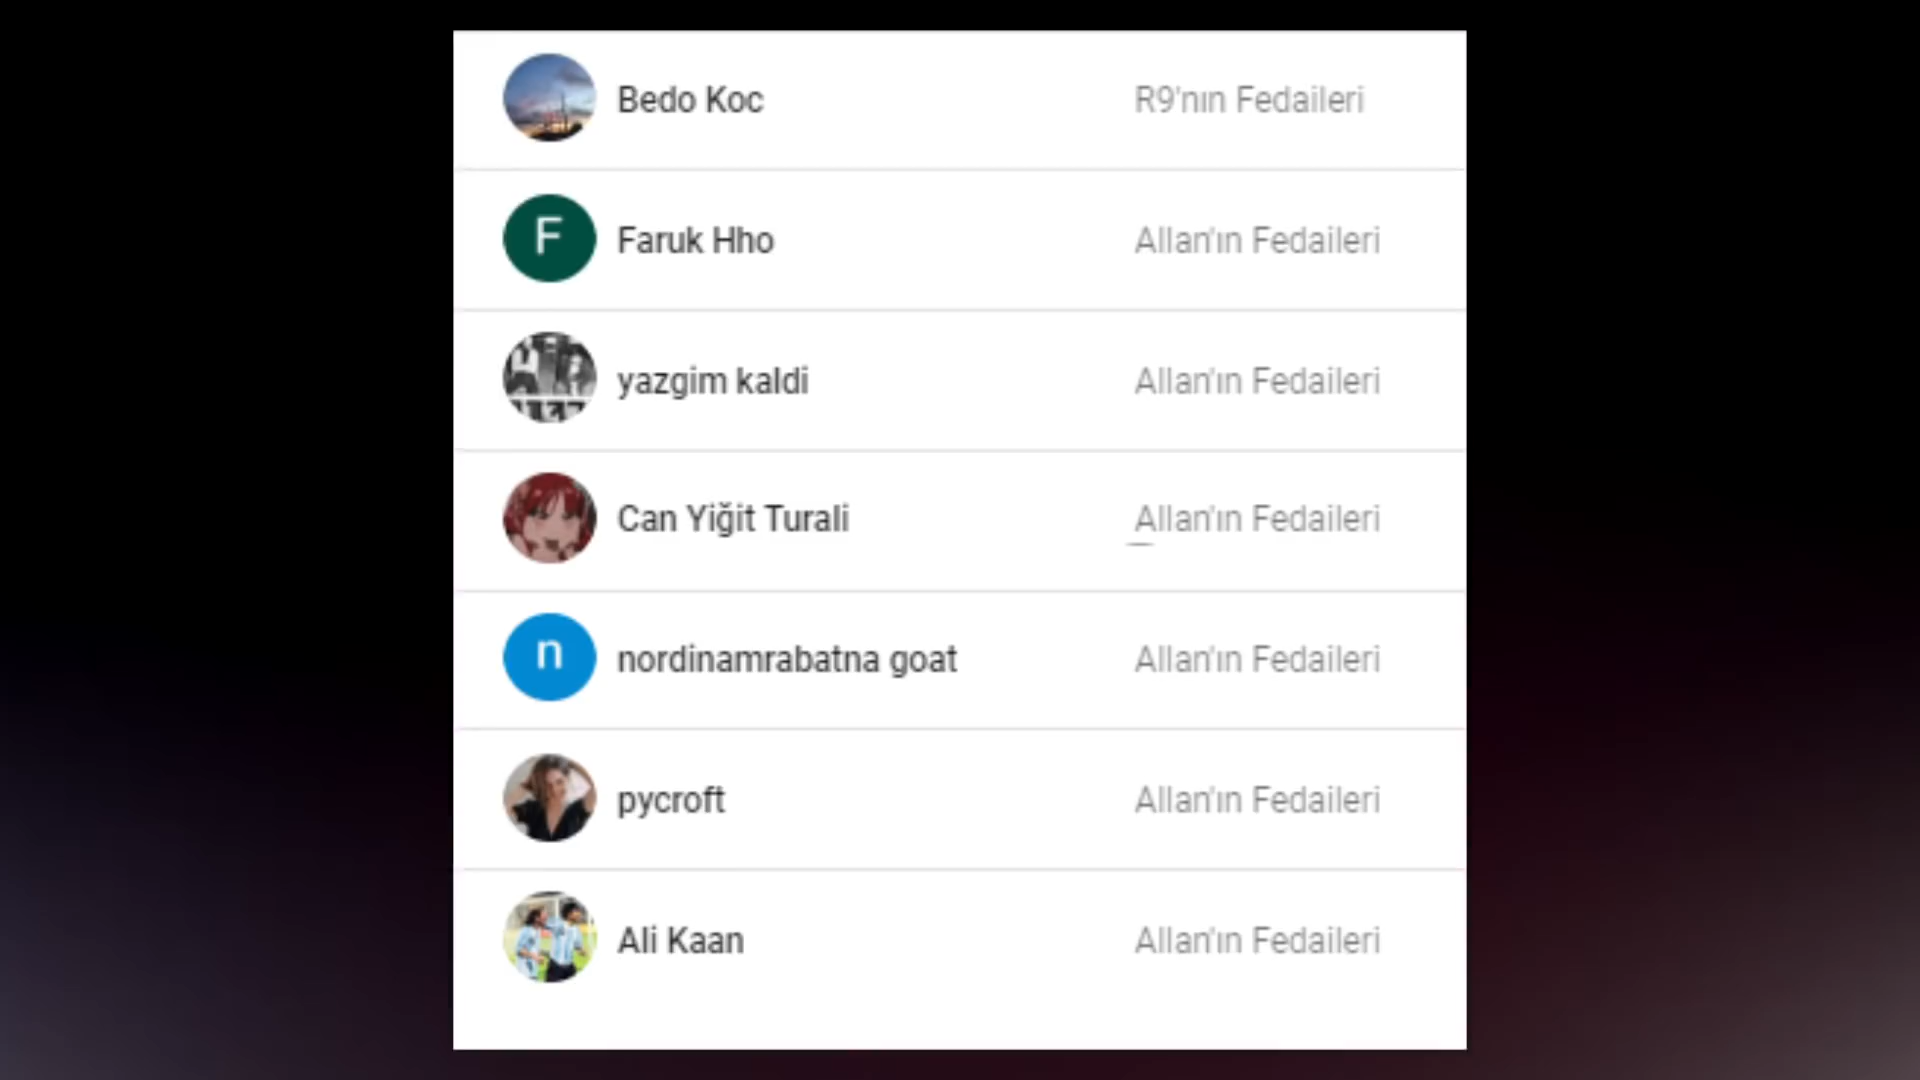 Bedo Koc R9'nın Fedaileri
F Faruk Hho Allan'ın Fedaileri
yazgim kaldi Allan'ın Fedaileri
Can Yiğit Turali Allan'ın Fedaileri
n nordinamrabatna goat Allan'ın Fedaileri
pycroft Allan'ın Fedaileri
Ali Kaan Allan'ın Fedaileri